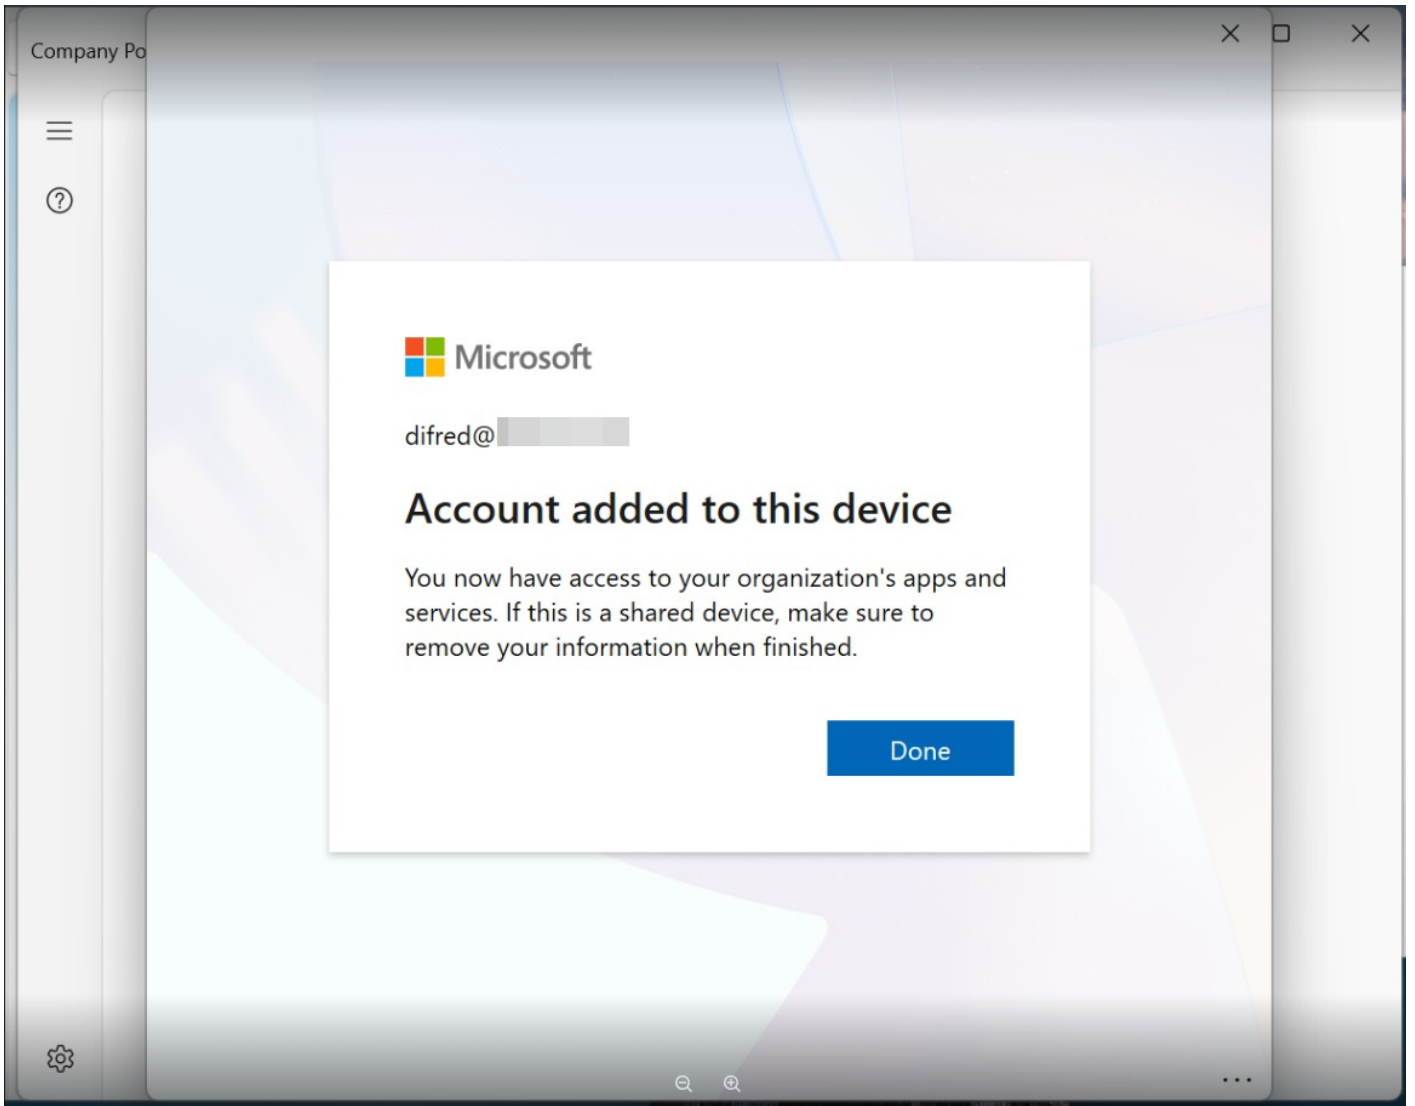 Company Po
Microsoft
difred@
Account added to this device
You now have access to your organization's apps and
services. If this is a shared device, make sure to
remove your information when finished.
Done